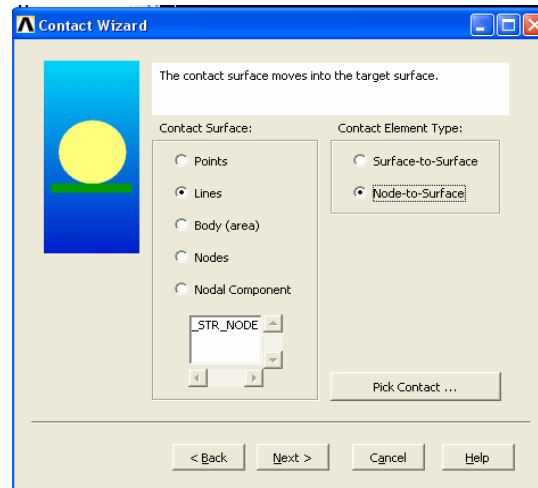 Contact Wizard
The contact surface moves into the target surface.
Contact Surface:
Points
Lines
Body (area)
Nodes
Nodal Component
_STR_NODE
Contact Element Type:
Surface-to-Surface
Node-to-Surface
Pick Contact ...
< Back
Next >
Cancel
Help